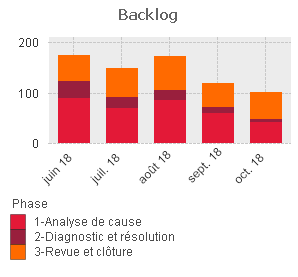 Backlog
200
100
0
juin 18
juil. 18
août 18
sept. 18
oct. 18
Phase
1-Analyse de cause
2-Diagnostic et résolution
3-Revue et clôture